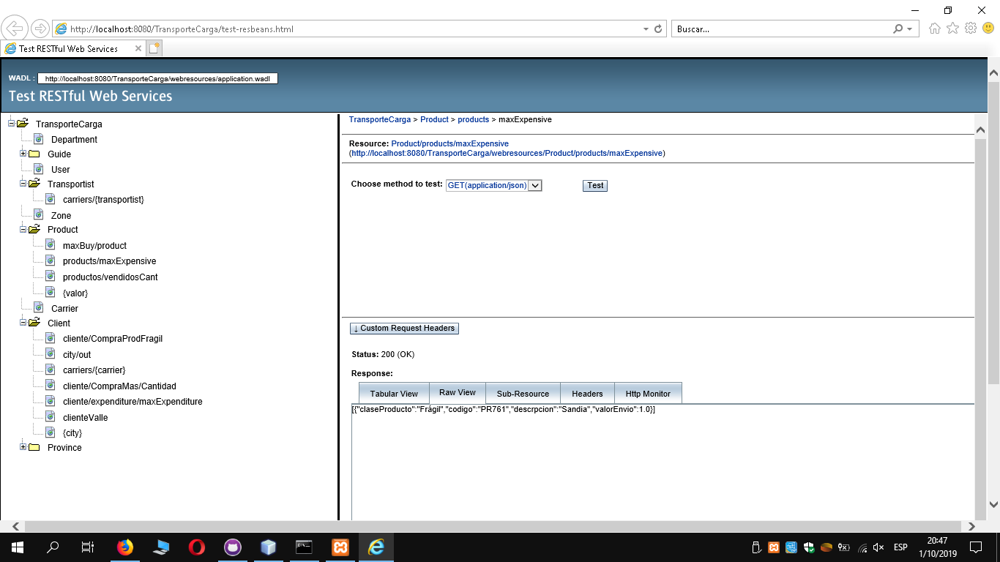 http://localhost:8080/TransporteCarga/test-resbeans.html
Buscar...
Test RESTful Web Services
WADL : http://localhost:8080/TransporteCarga/webresources/application.wadl
Test RESTful Web Services
TransporteCarga
Department
Guide
User
Transportist
carriers/{transportist}
Zone
Product
maxBuy/product
products/maxExpensive
productos/vendidosCant
{valor}
Carrier
Client
cliente/CompraProdFragil
city/out
carriers/{carrier}
cliente/CompraMas/Cantidad
cliente/expenditure/maxExpenditure
clienteValle
{city}
Province
TransporteCarga > Product > products > maxExpensive
Resource: Product/products/maxExpensive
(http://localhost:8080/TransporteCarga/webresources/Product/products/maxExpensive)
Choose method to test: GET(application/json) Test
↓ Custom Request Headers
Status: 200 (OK)
Response:
Tabular View Raw View Sub-Resource Headers Http Monitor
[{"claseProducto":"Frágil","codigo":"PR761","descrpcion":"Sandia","valorEnvio":1.0}]
ESP
20:47
1/10/2019